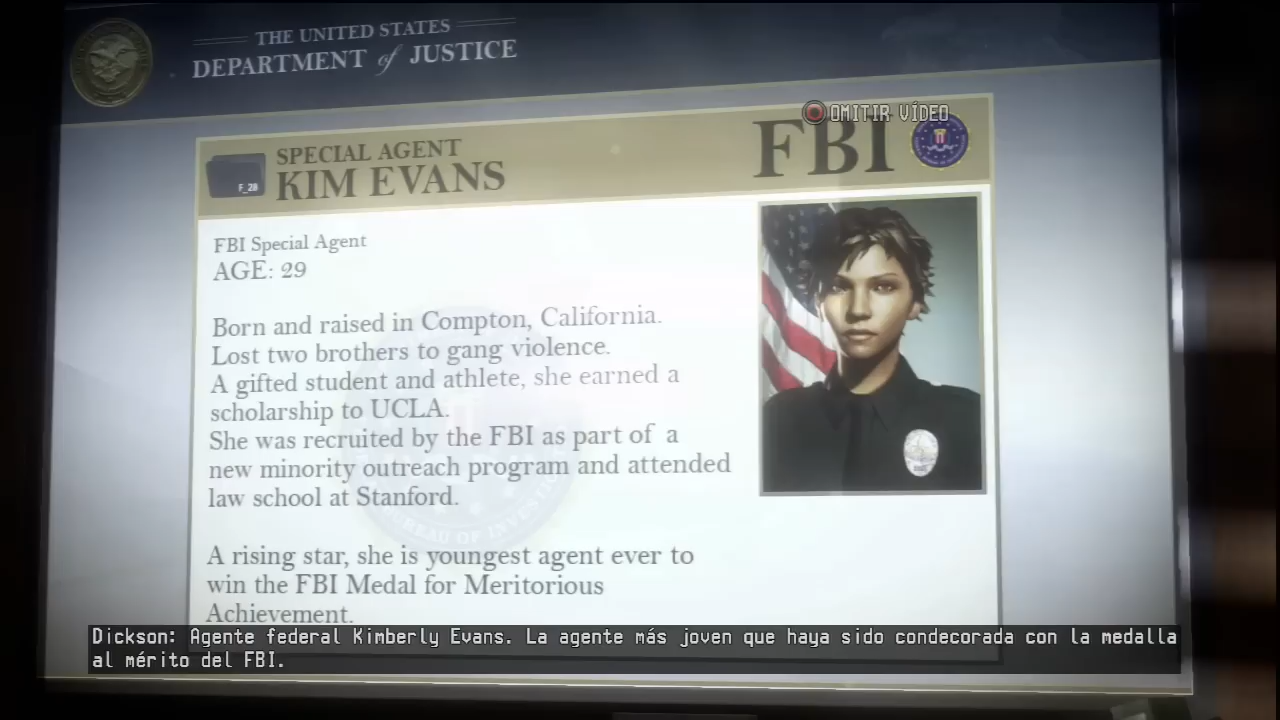 THE UNITED STATES
DEPARTMENT of JUSTICE
OMITIR VÍDEO
SPECIAL AGENT
KIM EVANS
FBI
F_20
FBI Special Agent
AGE: 29
Born and raised in Compton, California.
Lost two brothers to gang violence.
A gifted student and athlete, she earned a
scholarship to UCLA.
She was recruited by the FBI as part of a
new minority outreach program and attended
law school at Stanford.
A rising star, she is youngest agent ever to
win the FBI Medal for Meritorious
Achievement.
Dickson: Agente federal Kimberly Evans. La agente más joven que haya sido condecorada con la medalla
al mérito del FBI.